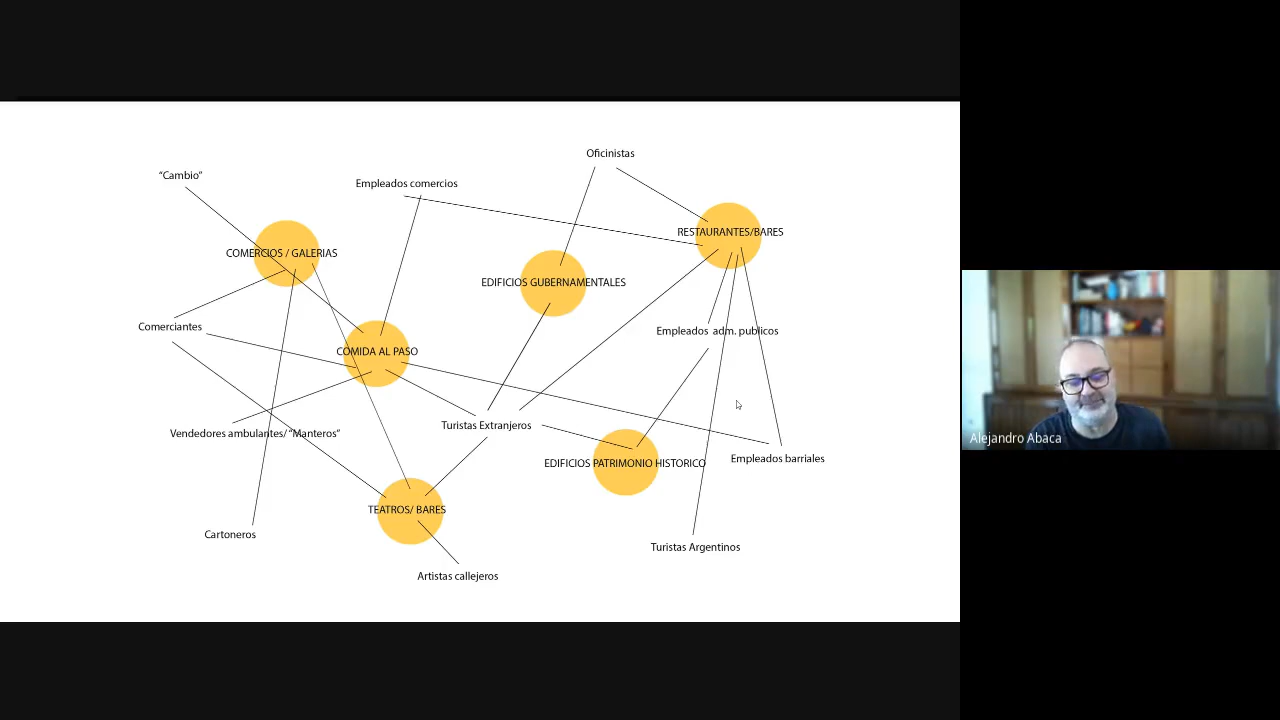 Oficinistas
“Cambio”
Empleados comercios
RESTAURANTES/BARES
COMERCIOS / GALERIAS
EDIFICIOS GUBERNAMENTALES
Comerciantes
Empleados  adm. publicos
COMIDA AL PASO
Turistas Extranjeros
Vendedores ambulantes/“Manteros”
Alejandro Abaca
Empleados barriales
EDIFICIOS PATRIMONIO HISTORICO
TEATROS/ BARES
Cartoneros
Turistas Argentinos
Artistas callejeros